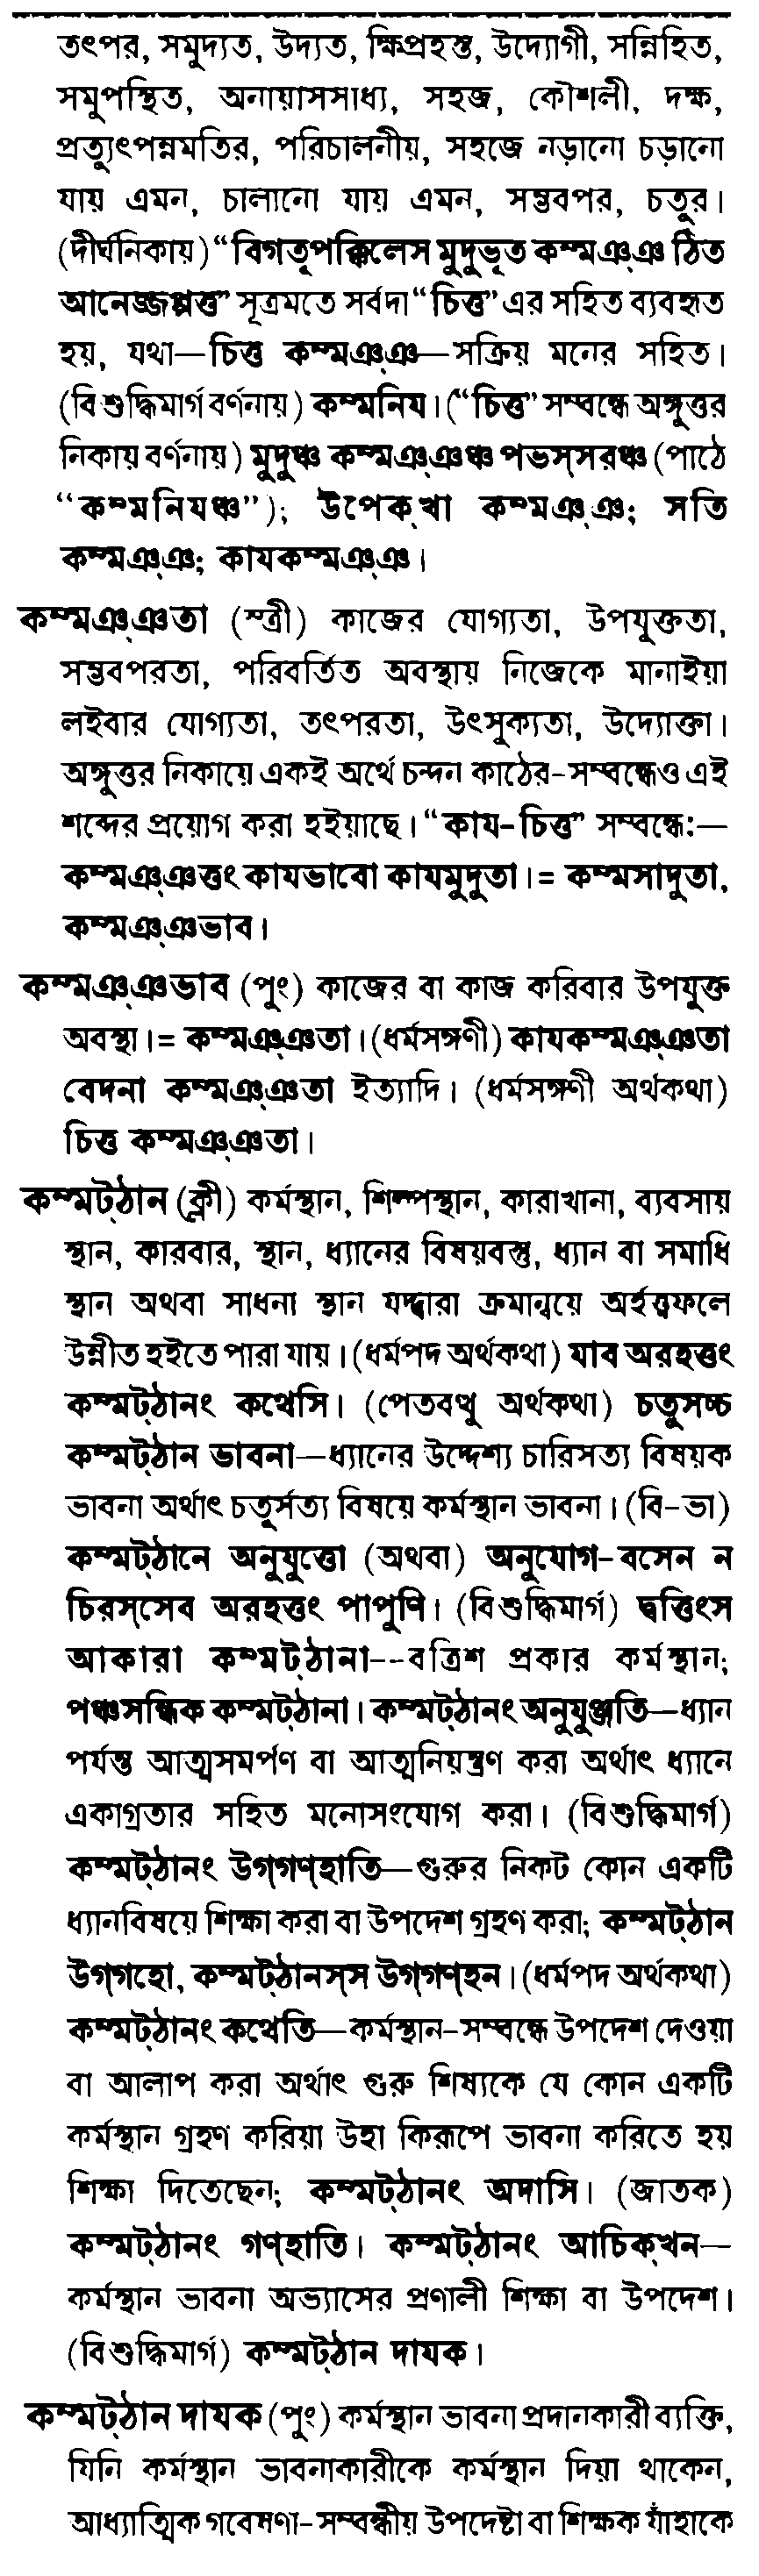 তৎপর, সমুদ্যত, উদ্যত, ক্ষিপ্রহস্ত, উদ্যোগী, সন্নিহিত,
সমুপস্থিত, অনায়াসসাধ্য, সহজ, কৌশলী, দক্ষ,
প্রত্যুৎপন্নমতির, পরিচালনীয়, সহজে নড়ানো চড়ানো
যায় এমন, চালানো যায় এমন, সম্ভবপর, চতুর।
(দীর্ঘনিকায়) “বিগতূপক্কিলেস মুদুভূত কম্মঞ্ঞ ঠিত
আনেজ্জপ্পত্ত” সূত্রমতে সর্বদা “চিত্ত” এর সহিত ব্যবহৃত
হয়, যথা—চিত্ত কম্মঞ্ঞ—সক্রিয় মনের সহিত।
(বিশুদ্ধিমার্গ বর্ণনায়) কম্মনিয। (“চিত্ত” সম্বন্ধে অঙ্গুত্তর
নিকায় বর্ণনায়) মুদুঞ্চ কম্মঞ্ঞঞ্চ পভস্সরঞ্চ (পাঠে
“কম্মনিযঞ্চ”); উপেক্খা কম্মঞ্ঞ; সতি
কম্মঞ্ঞ; কাযকম্মঞ্ঞ।
কম্মঞ্ঞতা (স্ত্রী) কাজের যোগ্যতা, উপযুক্ততা,
সম্ভবপরতা, পরিবর্তিত অবস্থায় নিজেকে মানাইয়া
লইবার যোগ্যতা, তৎপরতা, উৎসুক্যতা, উদ্যোক্তা।
অঙ্গুত্তর নিকায়ে একই অর্থে চন্দন কাঠের-সম্বন্ধেও এই
শব্দের প্রয়োগ করা হইয়াছে। “কায-চিত্ত” সম্বন্ধে:—
কম্মঞ্ঞত্তং কাযভাবো কাযমুদুতা।= কম্মসাদুতা,
কম্মঞ্ঞভাব।
কম্মঞ্ঞভাব (পুং) কাজের বা কাজ করিবার উপযুক্ত
অবস্থা।= কম্মঞ্ঞতা। (ধর্মসঙ্গণী) কাযকম্মঞ্ঞতা
বেদনা কম্মঞ্ঞতা ইত্যাদি। (ধর্মসঙ্গণী অর্থকথা)
চিত্ত কম্মঞ্ঞতা।
কম্মট্ঠান (ক্লী) কর্মস্থান, শিল্পস্থান, কারাখানা, ব্যবসায়
স্থান, কারবার, স্থান, ধ্যানের বিষয়বস্তু, ধ্যান বা সমাধি
স্থান অথবা সাধনা স্থান যদ্দ্বারা ক্রমান্বয়ে অর্হত্ত্বফলে
উন্নীত হইতে পারা যায়। (ধর্মপদ অর্থকথা) যাব অরহত্তং
কম্মট্ঠানং কথেসি। (পেতবত্থু অর্থকথা) চতুসচ্চ
কম্মট্ঠান ভাবনা—ধ্যানের উদ্দেশ্য চারিসত্য বিষয়ক
ভাবনা অর্থাৎ চতুর্সত্য বিষয়ে কর্মস্থান ভাবনা। (বি-ভা)
কম্মট্ঠানে অনুযুত্তো (অথবা) অনুযোগ-বসেন ন
চিরস্সেব অরহত্তং পাপুণি। (বিশুদ্ধিমার্গ) দ্বত্তিংস
আকারা কম্মট্ঠানা--বত্রিশ প্রকার কর্মস্থান;
পঞ্চসন্ধিক কম্মট্ঠানা। কম্মট্ঠানং অনুযুঞ্জতি—ধ্যান
পর্যন্ত আত্মসমর্পণ বা আত্মনিয়ন্ত্রণ করা অর্থাৎ ধ্যানে
একাগ্রতার সহিত মনোসংযোগ করা। (বিশুদ্ধিমার্গ)
কম্মট্ঠানং উগ্গণ্হাতি—গুরুর নিকট কোন একটি
ধ্যানবিষয়ে শিক্ষা করা বা উপদেশ গ্রহণ করা; কম্মট্ঠান
উগ্গহো, কম্মট্ঠানস্স উগ্গণ্হন। (ধর্মপদ অর্থকথা)
কম্মট্ঠানং কথেতি—কর্মস্থান-সম্বন্ধে উপদেশ দেওয়া
বা আলাপ করা অর্থাৎ গুরু শিষ্যকে যে কোন একটি
কর্মস্থান গ্রহণ করিয়া উহা কিরূপে ভাবনা করিতে হয়
শিক্ষা দিতেছেন; কম্মট্ঠানং অদাসি। (জাতক)
কম্মট্ঠানং গণ্হাতি। কম্মট্ঠানং আচিক্খন—
কর্মস্থান ভাবনা অভ্যাসের প্রণালী শিক্ষা বা উপদেশ।
(বিশুদ্ধিমার্গ) কম্মট্ঠান দাযক।
কম্মট্ঠান দাযক (পুং) কর্মস্থান ভাবনা প্রদানকারী ব্যক্তি,
যিনি কর্মস্থান ভাবনাকারীকে কর্মস্থান দিয়া থাকেন,
আধ্যাত্মিক গবেষণা-সম্বন্ধীয় উপদেষ্টা বা শিক্ষক যাঁহাকে